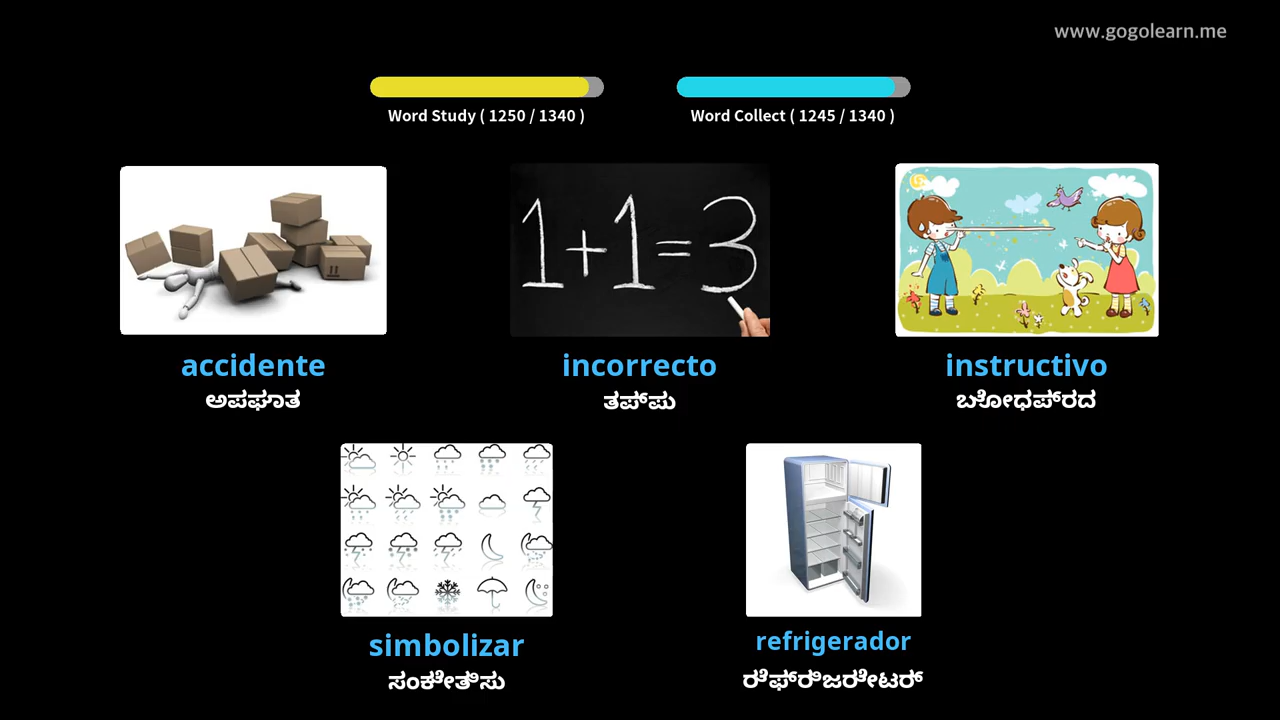 www.gogolearn.me
Word Study ( 1250 / 1340 )
Word Collect ( 1245 / 1340 )
1+1=3
accidente
ಅಪಘಾತ
incorrecto
ತಪ್ಪು
instructivo
ಬೋಧಪ್ರದ
simbolizar
ಸಂಕೇತಿಸು
refrigerador
ರೆಫ್ರಿಜರೇಟರ್